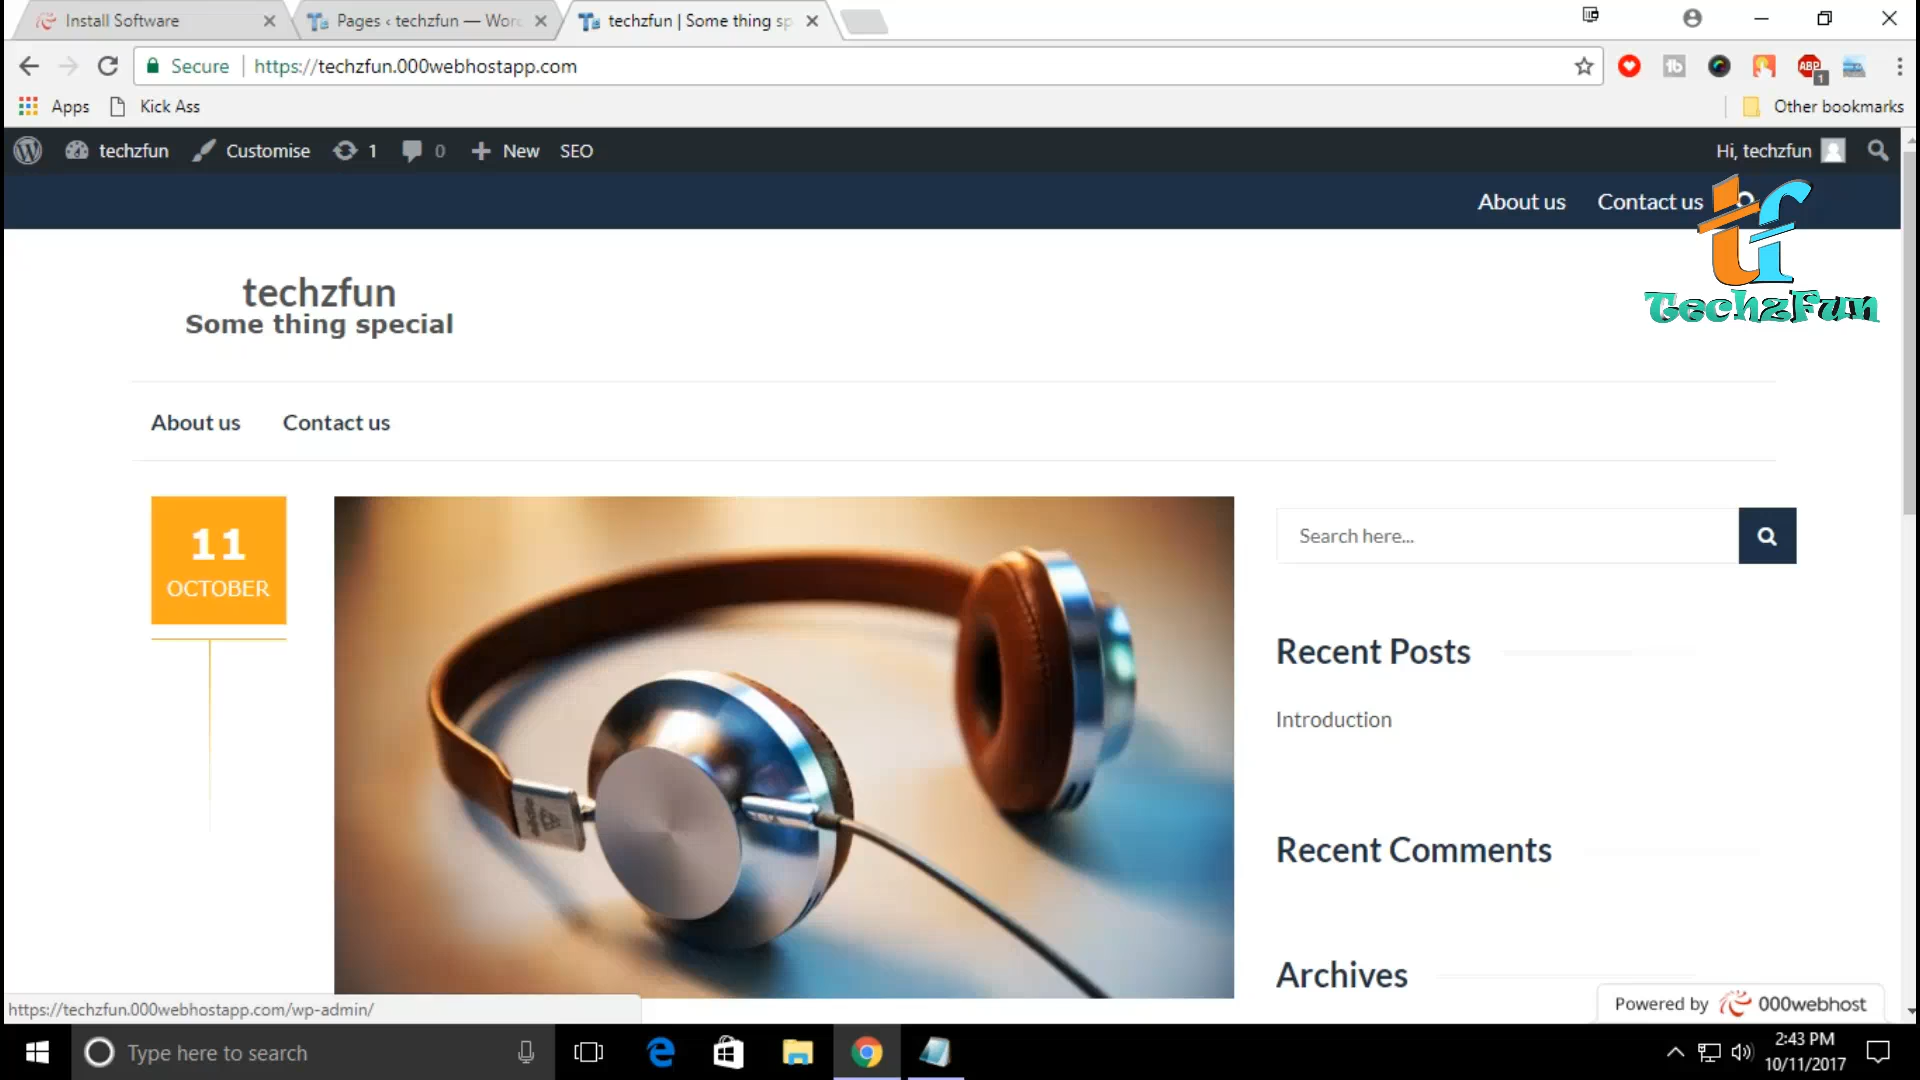 Install Software
Pages ‹ techzfun — Word
techzfun | Some thing sp
Secure
https://techzfun.000webhostapp.com
Apps
Kick Ass
Other bookmarks
techzfun
Customise
1
0
New
SEO
Hi, techzfun
About us
Contact us
tf
TechzFun
techzfun
Some thing special
About us
Contact us
11
OCTOBER
Search here...
Recent Posts
Introduction
Recent Comments
Archives
https://techzfun.000webhostapp.com/wp-admin/
Powered by 000webhost
Type here to search
2:43 PM
10/11/2017